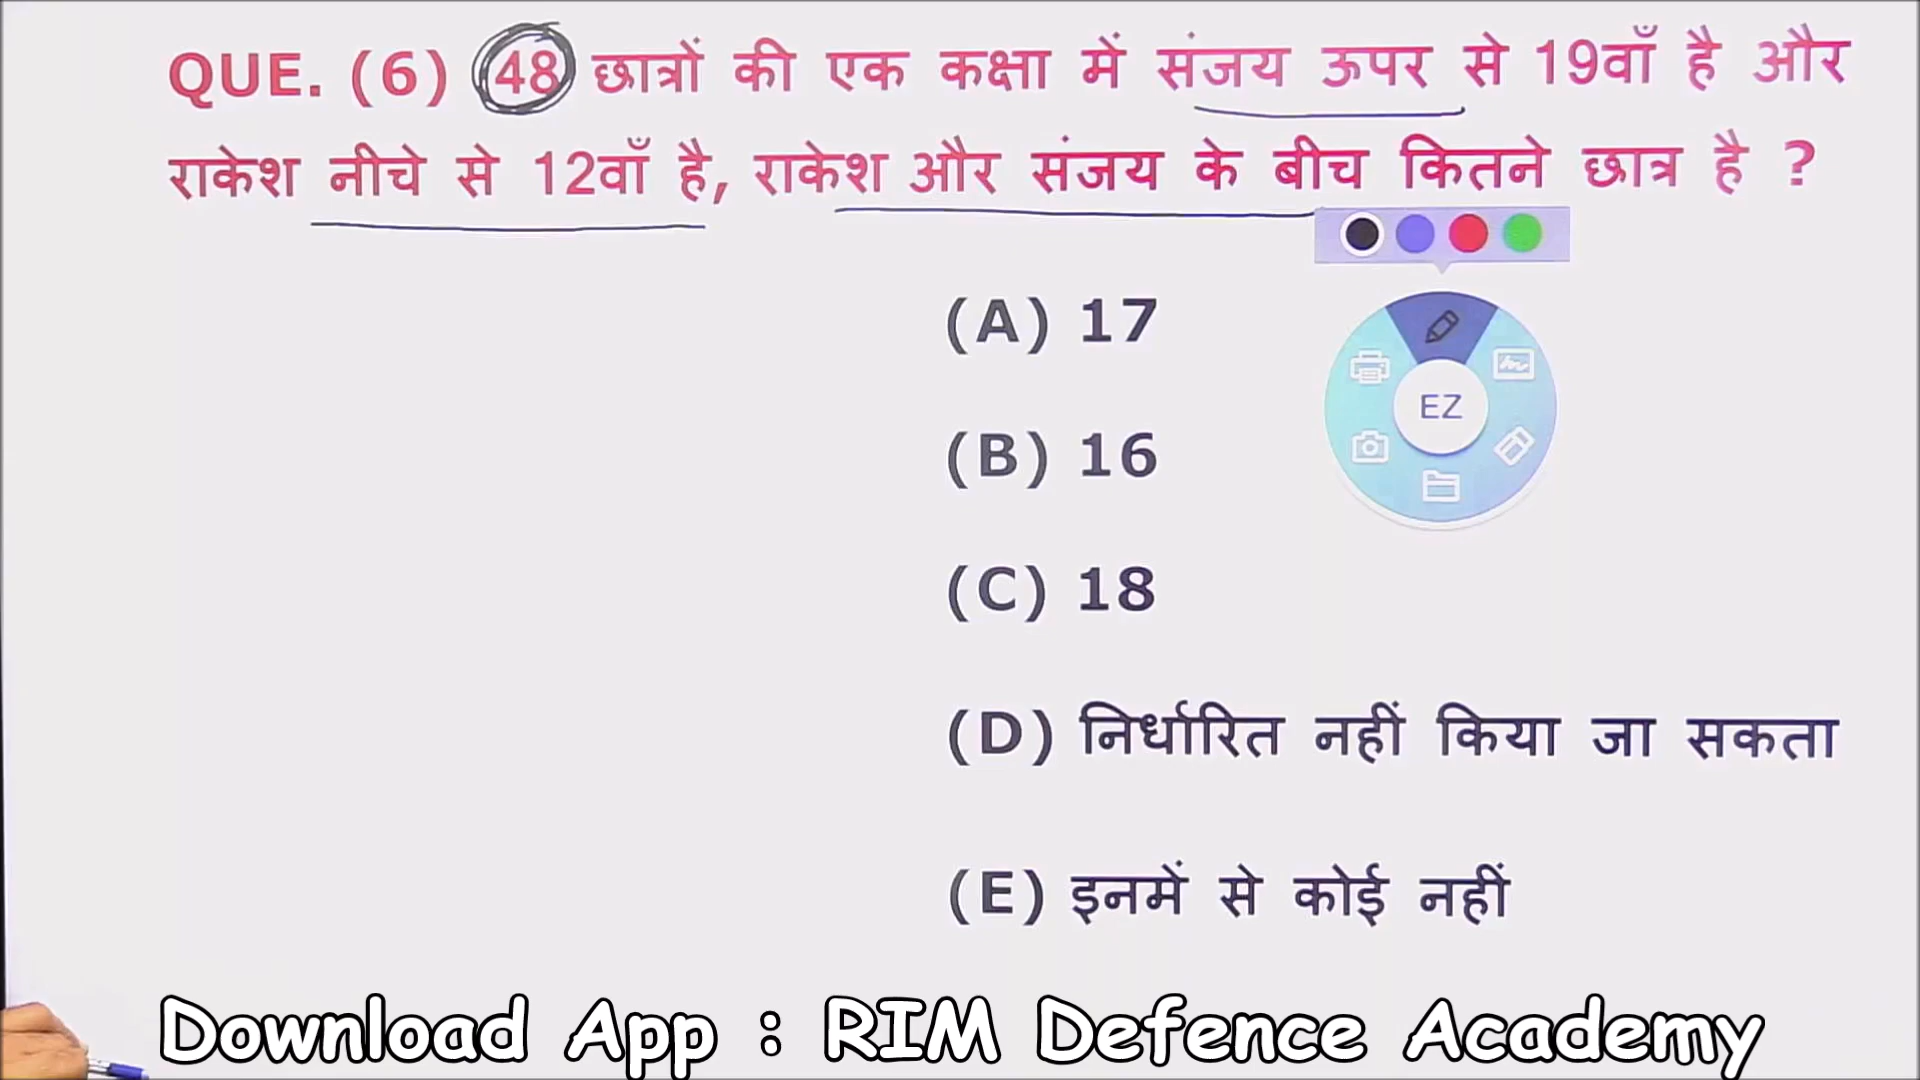 QUE. (6) 48 छात्रों की एक कक्षा में संजय ऊपर से 19वाँ है और
राकेश नीचे से 12वाँ है, राकेश और संजय के बीच कितने छात्र है ?
(A) 17
EZ
(B) 16
(C) 18
(D) निर्धारित नहीं किया जा सकता
(E) इनमें से कोई नहीं
Download App : RIM Defence Academy